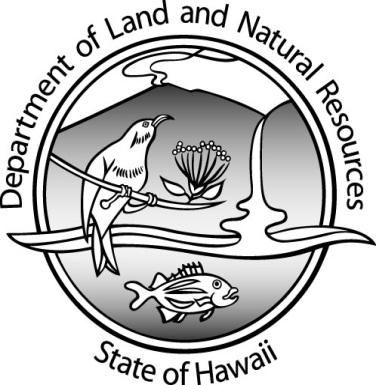 Department of Land and Natural Resources
State of Hawaii